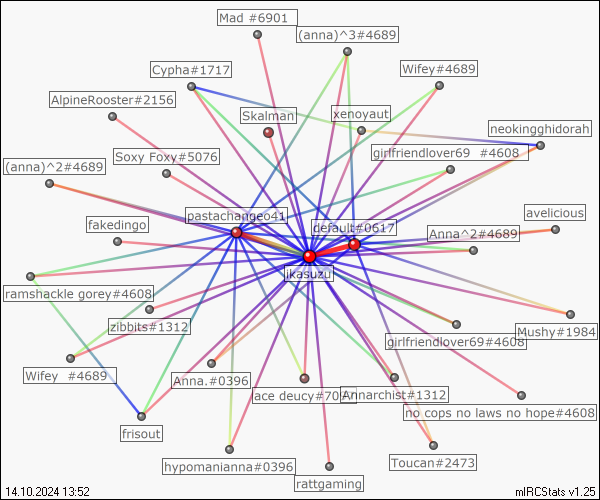 Mad #6901
(anna)^3#4689
Cypha#1717
Wifey#4689
AlpineRooster#2156
Skalman
xenoyaut
neokingghidorah
Soxy Foxy#5076
girlfriendlover69 #4608
(anna)^2#4689
pastachangeo41
default#0617
avelicious
fakedingo
Anna^2#4689
jikasuzu
ramshackle gorey#4608
zibbits#1312
girlfriendlover69#4608
Mushy#1984
Wifey #4689
Anna.#0396
ace deucy#70
Annarchist#1312
no cops no laws no hope#4608
frisout
hypomanianna#0396
Toucan#2473
rattgaming
14.10.2024 13:52
mIRCStats v1.25